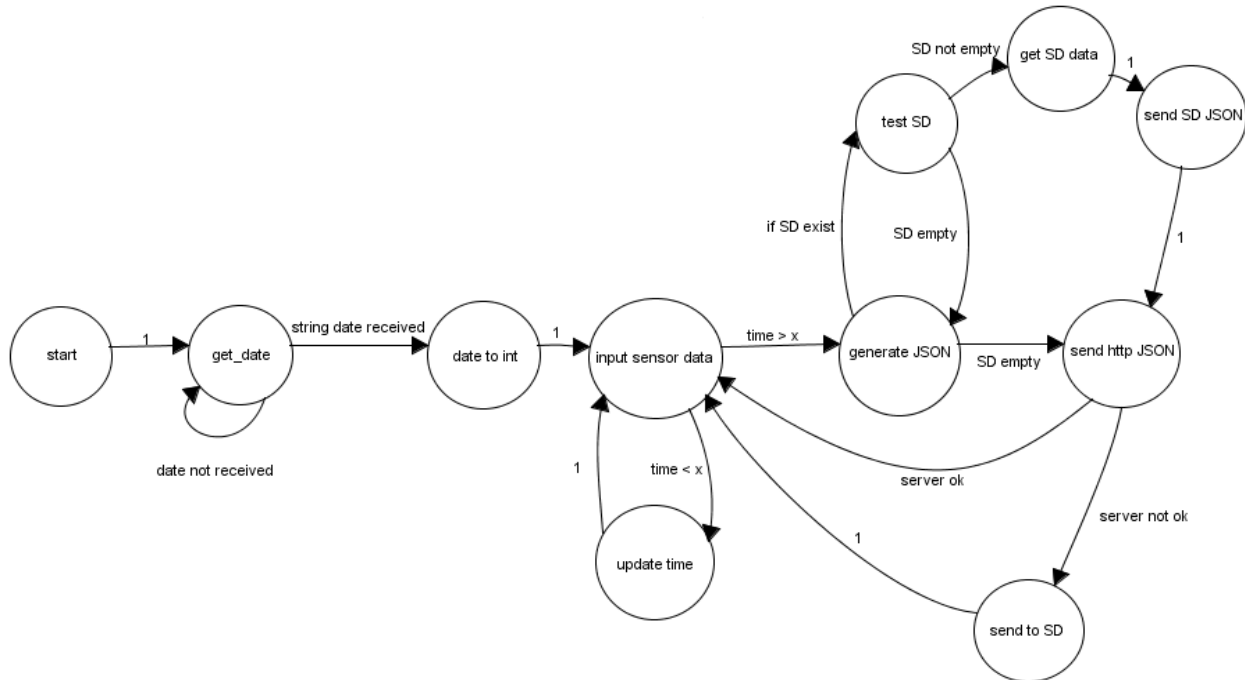 SD not empty
get SD data
1
test SD
send SD JSON
if SD exist
SD empty
1
start
1
get_date
string date received
date to int
1
input sensor data
time > x
generate JSON
SD empty
send http JSON
date not received
1
time < x
server ok
server not ok
update time
1
send to SD